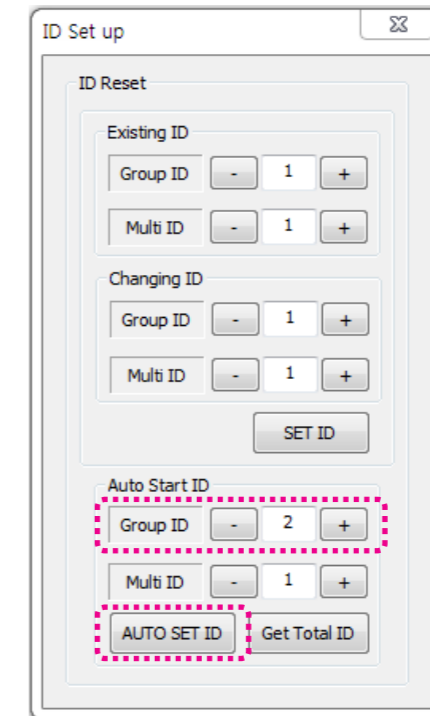 ID Set up
ID Reset
Existing ID
Group ID - 1 +
Multi ID - 1 +
Changing ID
Group ID - 1 +
Multi ID - 1 +
SET ID
Auto Start ID
Group ID - 2 +
Multi ID - 1 +
AUTO SET ID Get Total ID